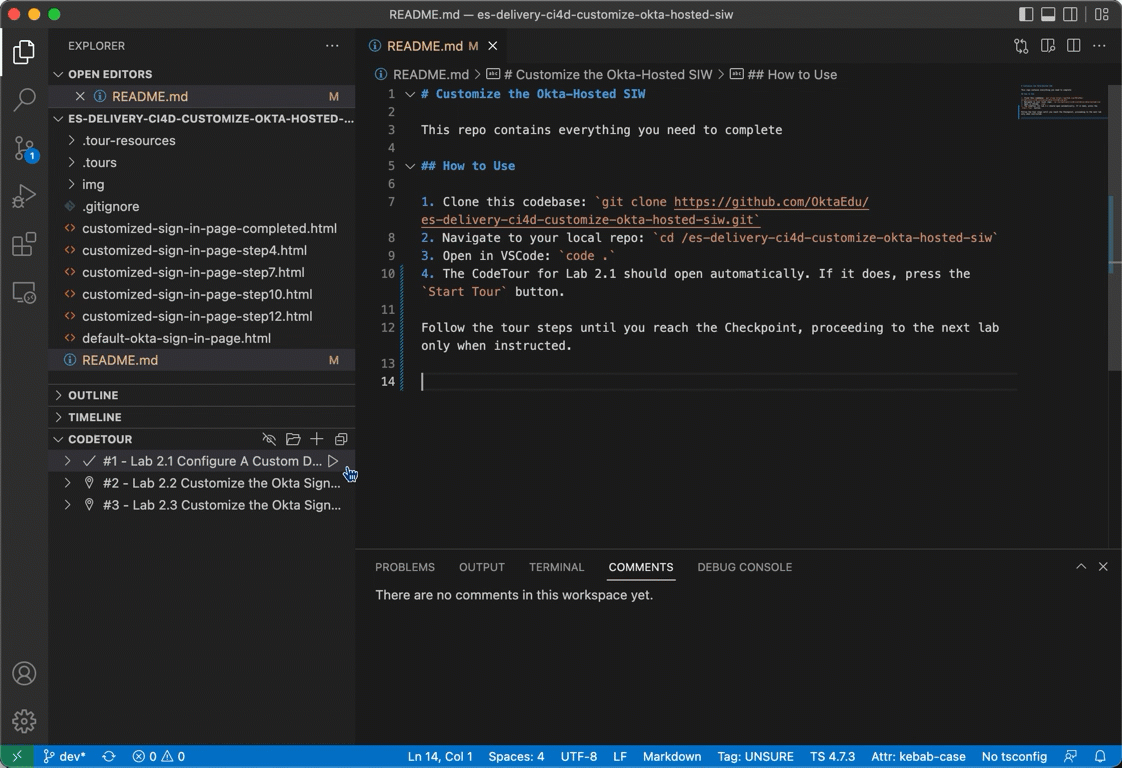 README.md — es-delivery-ci4d-customize-okta-hosted-siw
EXPLORER
OPEN EDITORS
README.md M
ES-DELIVERY-CI4D-CUSTOMIZE-OKTA-HOSTED-...
.tour-resources
.tours
img
.gitignore
customized-sign-in-page-completed.html
customized-sign-in-page-step4.html
customized-sign-in-page-step7.html
customized-sign-in-page-step10.html
customized-sign-in-page-step12.html
default-okta-sign-in-page.html
README.md M
OUTLINE
TIMELINE
CODETOUR
#1 - Lab 2.1 Configure A Custom D...
#2 - Lab 2.2 Customize the Okta Sign...
#3 - Lab 2.3 Customize the Okta Sign...
1
README.md M
README.md > # Customize the Okta-Hosted SIW > ## How to Use
1 # Customize the Okta-Hosted SIW
2
3 This repo contains everything you need to complete
4
5 ## How to Use
6
7 1. Clone this codebase: `git clone https://github.com/OktaEdu/
es-delivery-ci4d-customize-okta-hosted-siw.git`
8 2. Navigate to your local repo: `cd /es-delivery-ci4d-customize-okta-hosted-siw`
9 3. Open in VSCode: `code .`
10 4. The CodeTour for Lab 2.1 should open automatically. If it does, press the
`Start Tour` button.
11
12 Follow the tour steps until you reach the Checkpoint, proceeding to the next lab
only when instructed.
13
14
PROBLEMS OUTPUT TERMINAL COMMENTS DEBUG CONSOLE
There are no comments in this workspace yet.
dev* 0 0 Ln 14, Col 1 Spaces: 4 UTF-8 LF Markdown Tag: UNSURE TS 4.7.3 Attr: kebab-case No tsconfig